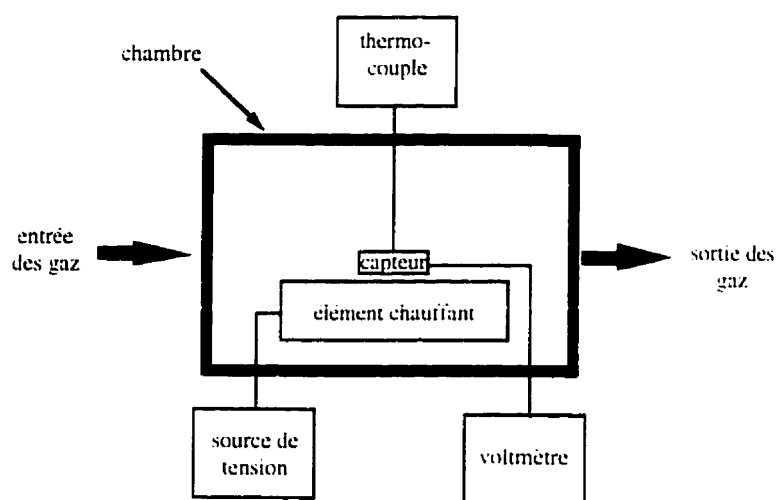 thermo-
couple
chambre
entrée
des gaz
capteur
sortie des
gaz
élément chauffant
source de
tension
voltmètre